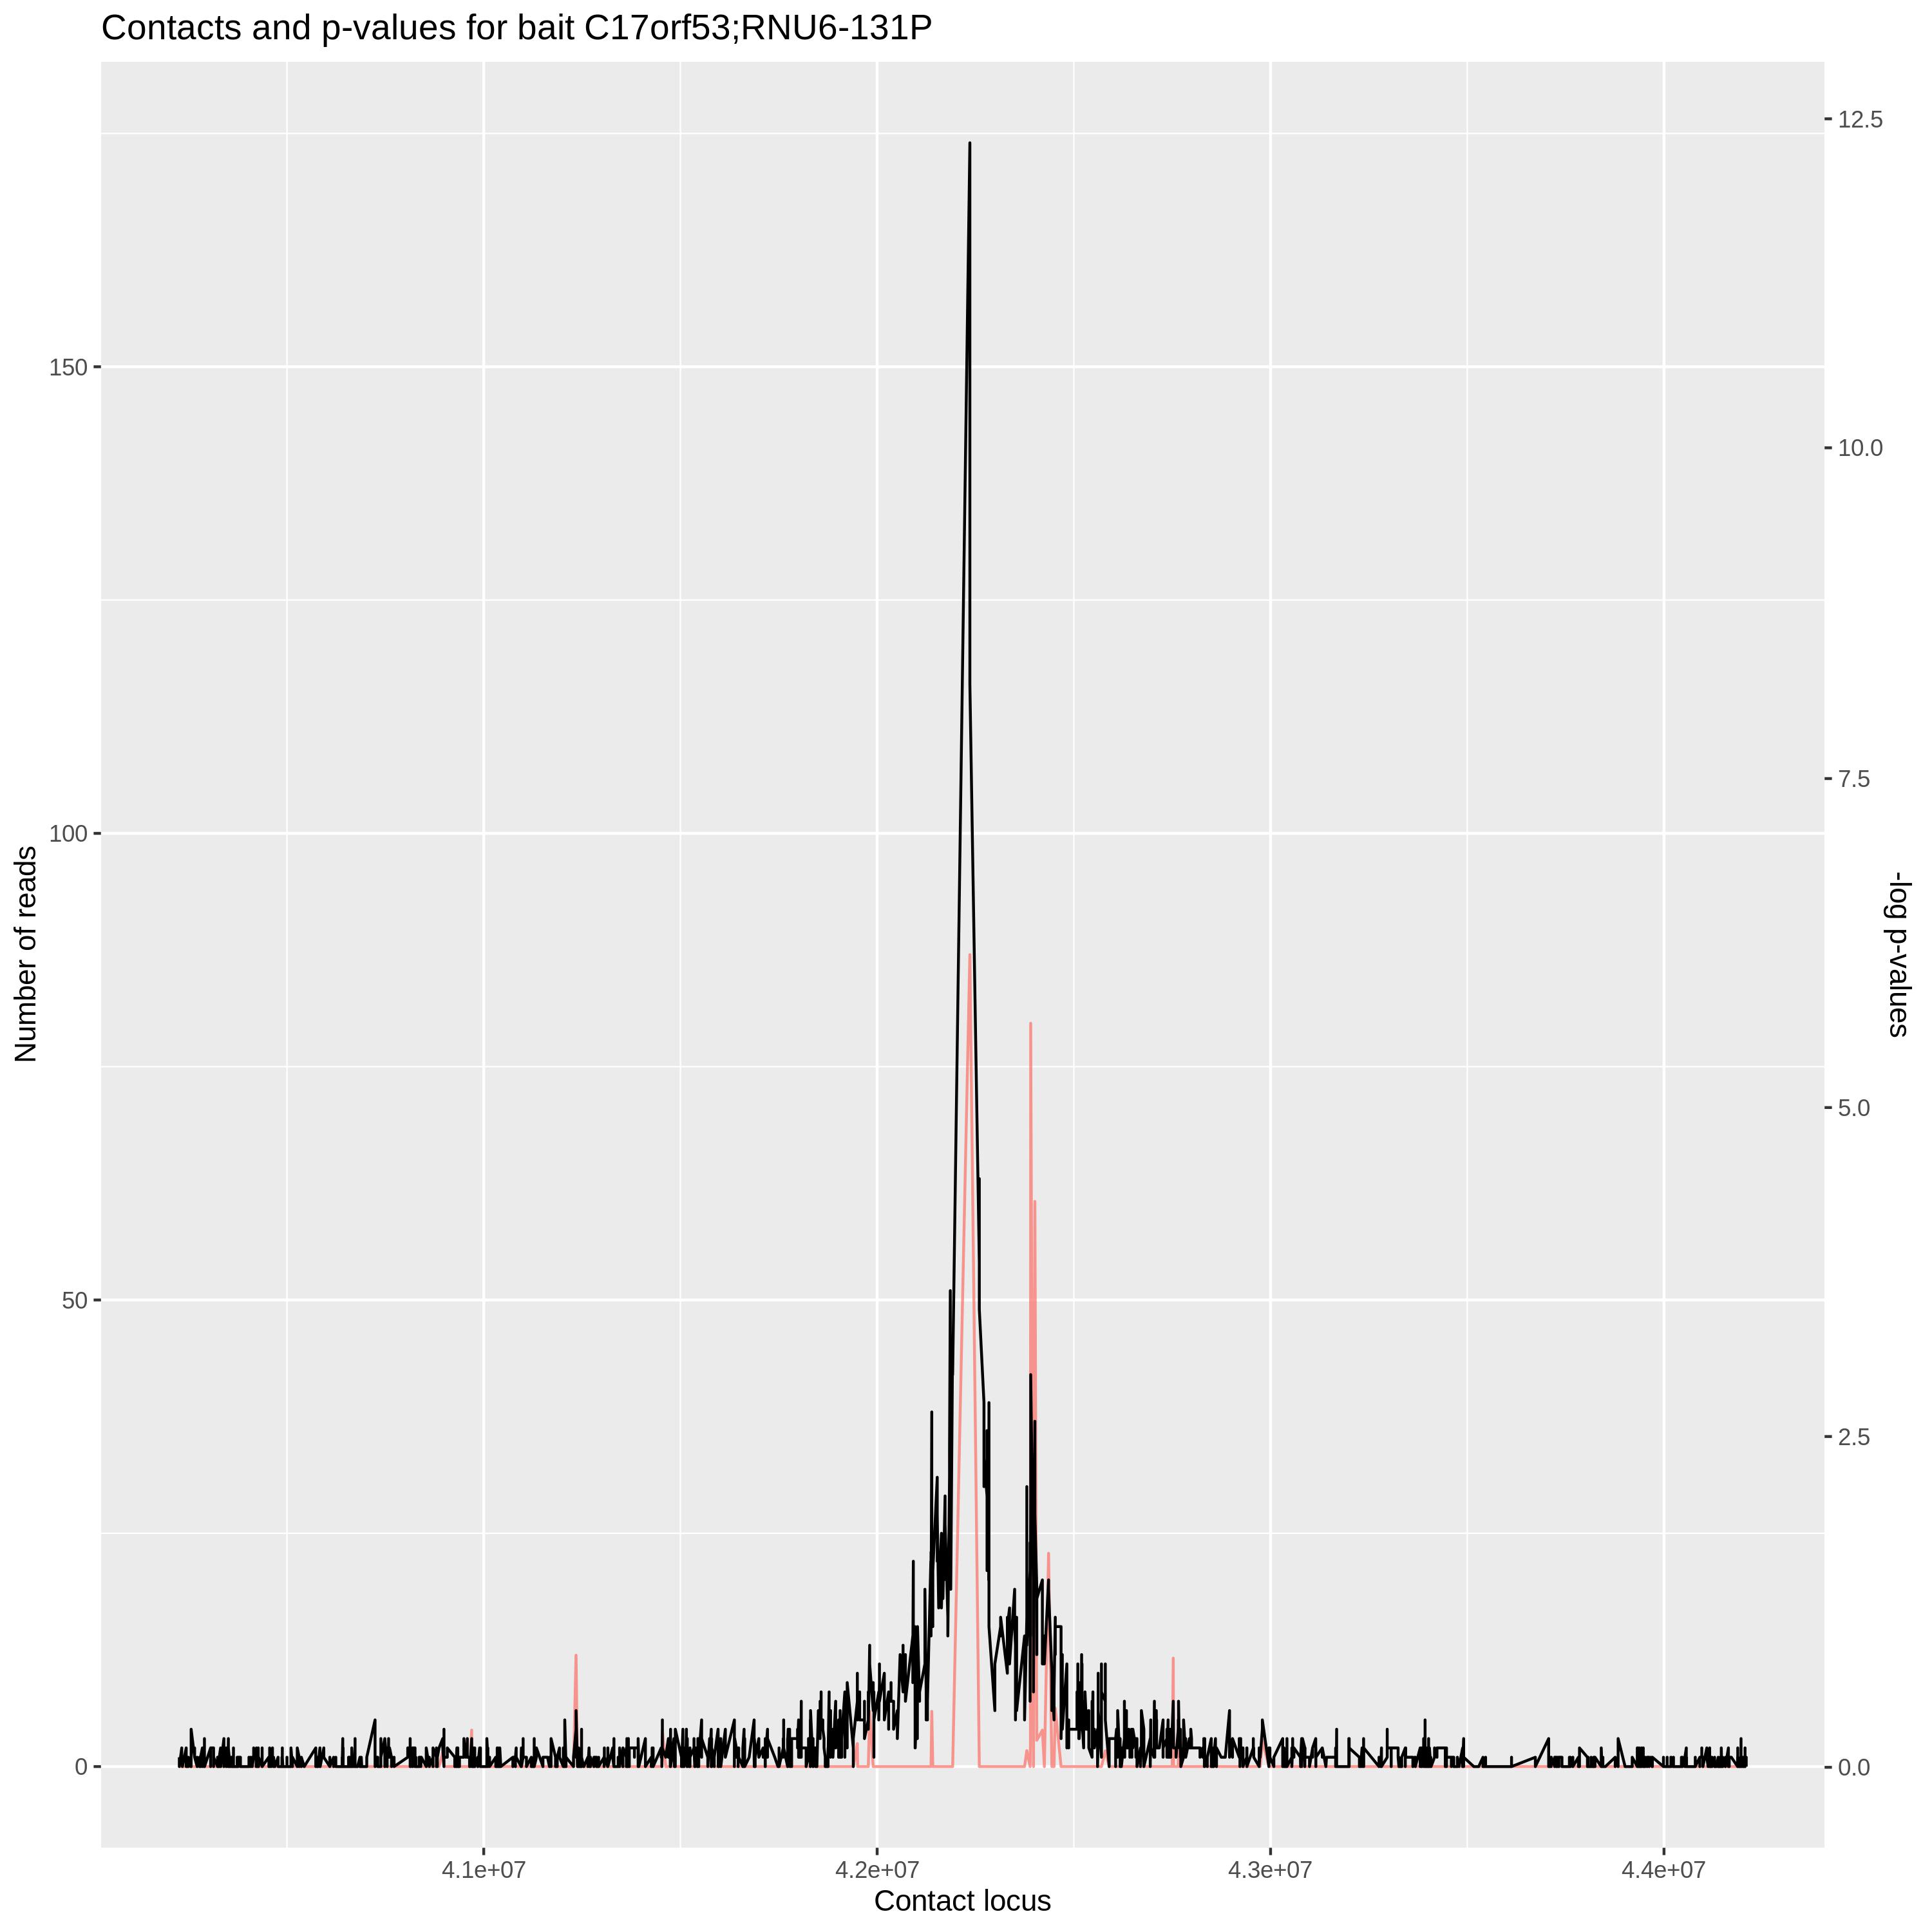 Contacts and p-values for bait C17orf53;RNU6-131P
12.5
10.0
7.5
5.0
2.5
0.0
150
100
50
0
Number of reads
-log p-values
4.1e+07 4.2e+07 4.3e+07 4.4e+07
Contact locus